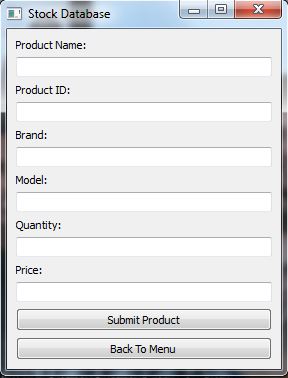 Stock Database
Product Name:
Product ID:
Brand:
Model:
Quantity:
Price:
Submit Product
Back To Menu